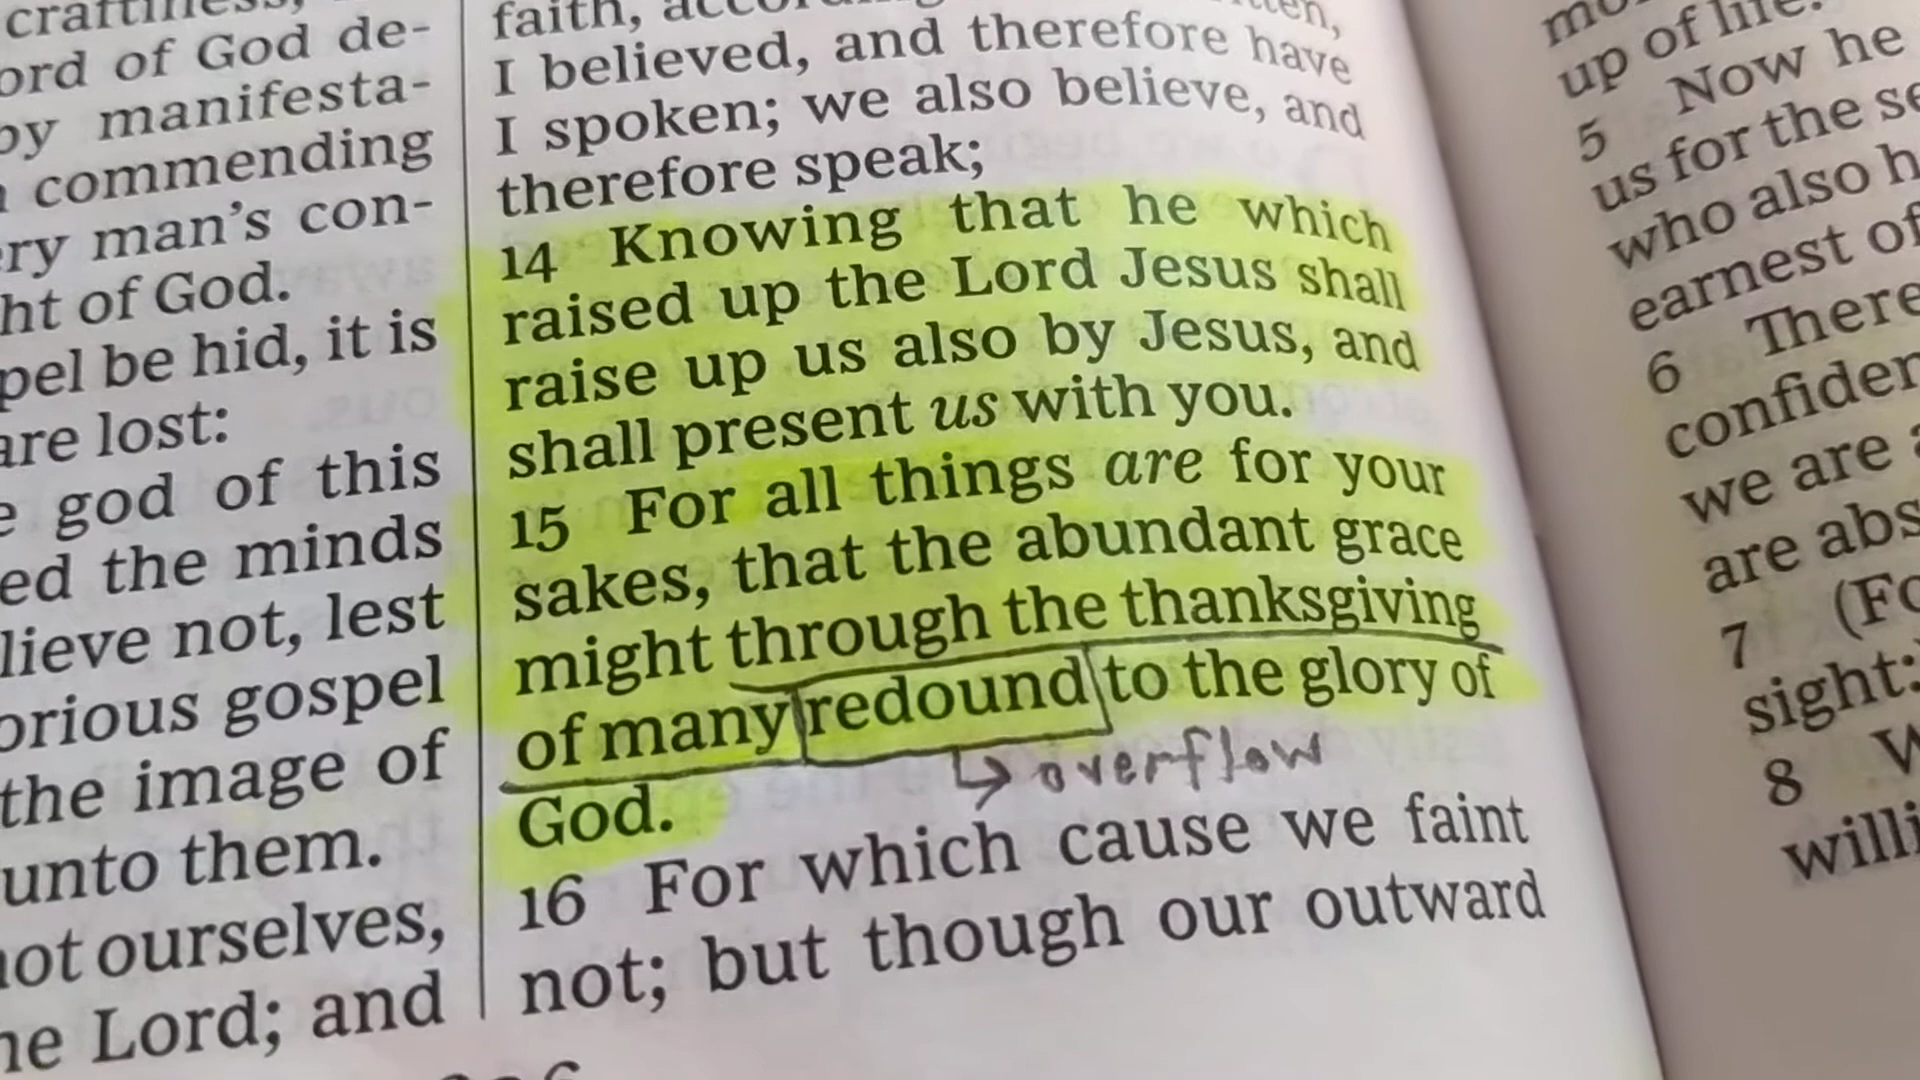 ord of God de-
by manifesta-
commending
ry man's con-
ht of God.
pel be hid, it is
are lost:
god of this
ed the minds
lieve not, lest
orious gospel
the image of
unto them.
not ourselves,
he Lord; and
faith,
I believed, and therefore have
I spoken; we also believe, and
therefore speak;
14 Knowing that he which
raised up the Lord Jesus shall
raise up us also by Jesus, and
shall present us with you.
15 For all things are for your
sakes, that the abundant grace
might through the thanksgiving
of many redound to the glory of
↳ overflow
God.
16 For which cause we faint
not; but though our outward
up of life.
5 Now he
us for the se
who also h
earnest of
6 There
confiden
we are a
are abs
7 (Fo
sight:
8 W
willi